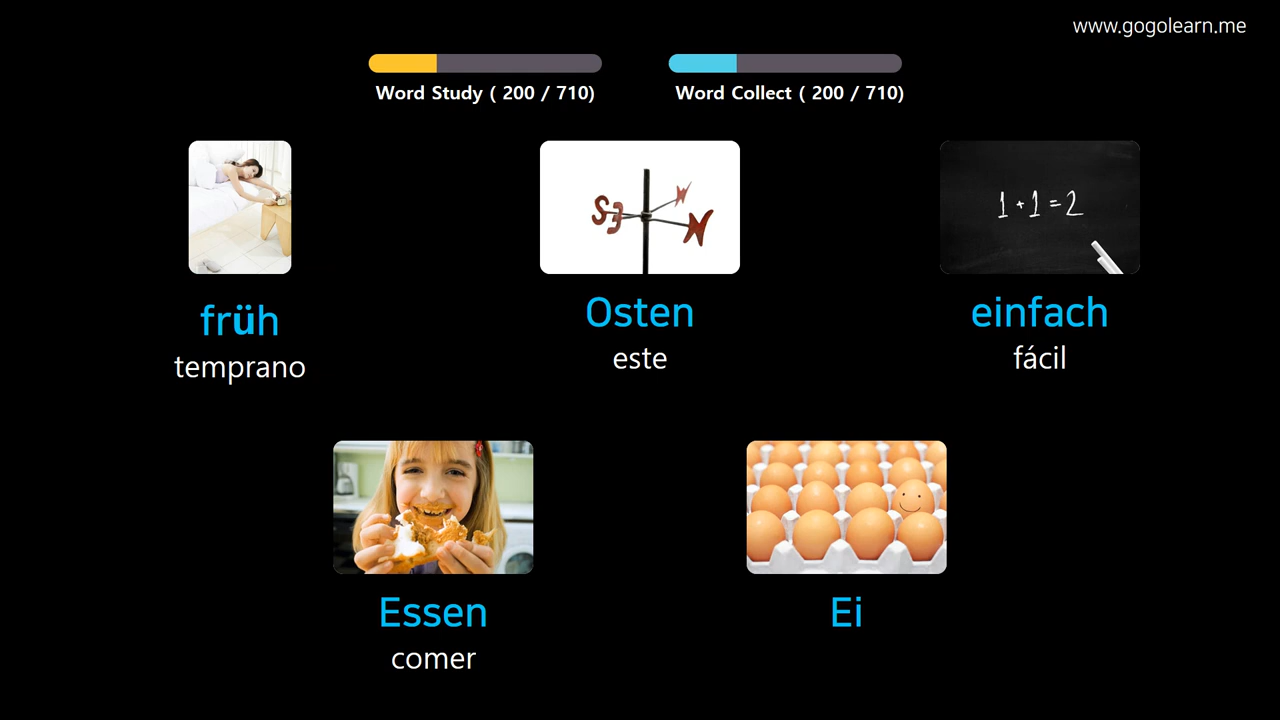 www.gogolearn.me
Word Study ( 200 / 710)
Word Collect ( 200 / 710)
S E N N
1 + 1 = 2
früh
temprano
Osten
este
einfach
fácil
Essen
comer
Ei